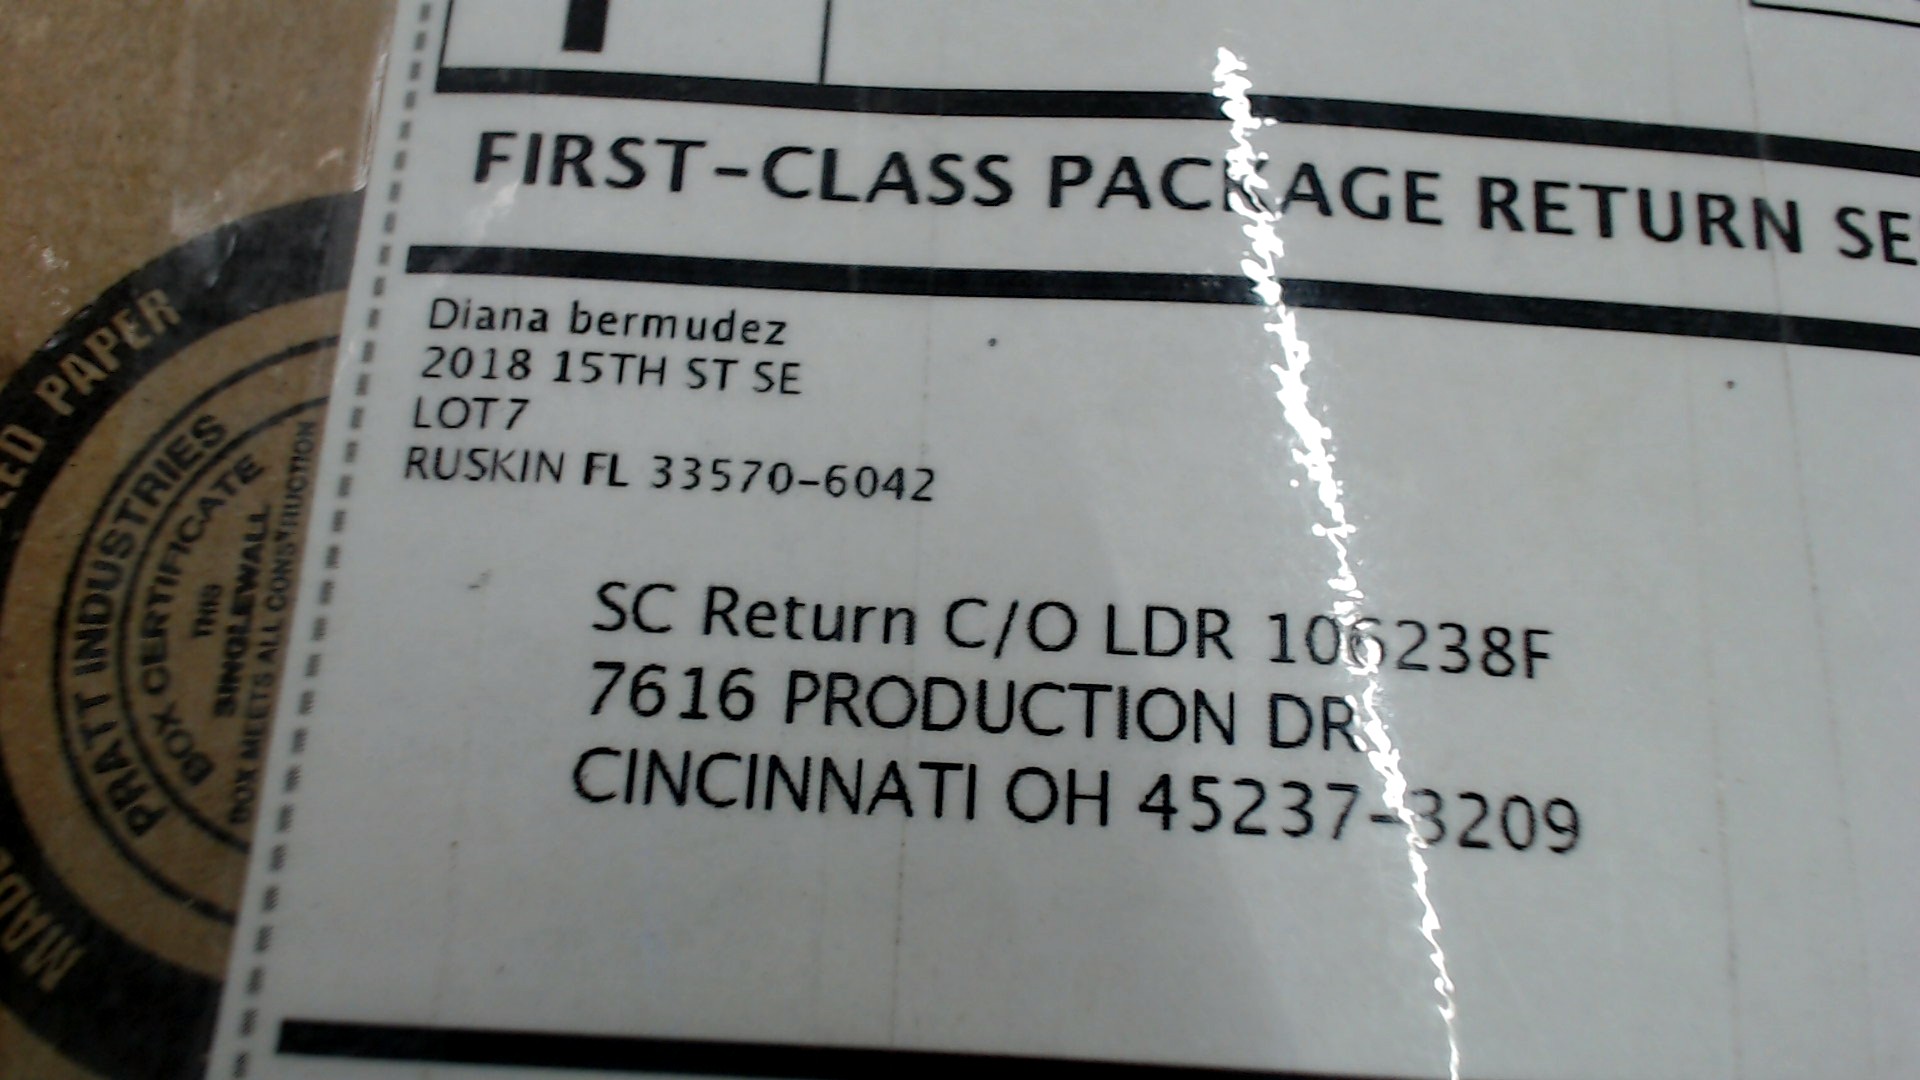 FIRST-CLASS PACKAGE RETURN SE
Diana bermudez
2018 15TH ST SE
LOT7
RUSKIN FL 33570-6042
SC Return C/O LDR 106238F
7616 PRODUCTION DR
CINCINNATI OH 45237-3209
PAPER
PRATT INDUSTRIES
BOX CERTIFICATE
THIS
SINGLEWALL
BOX MEETS ALL CONSTRUCTION